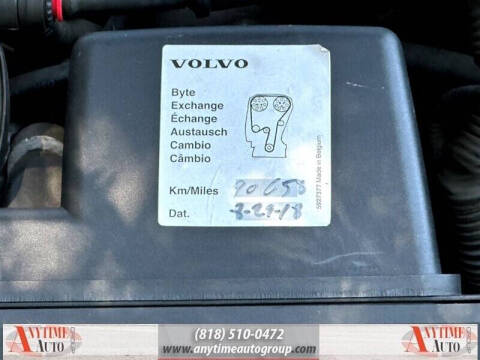 VOLVO
Byte
Exchange
Échange
Austausch
Cambio
Câmbio
Km/Miles 90658
Dat. 8-29-18
5927377 Made in Belgium
ANYTIME
AUTO
(818) 510-0472
www.anytimeautogroup.com
ANYTIME
AUTO